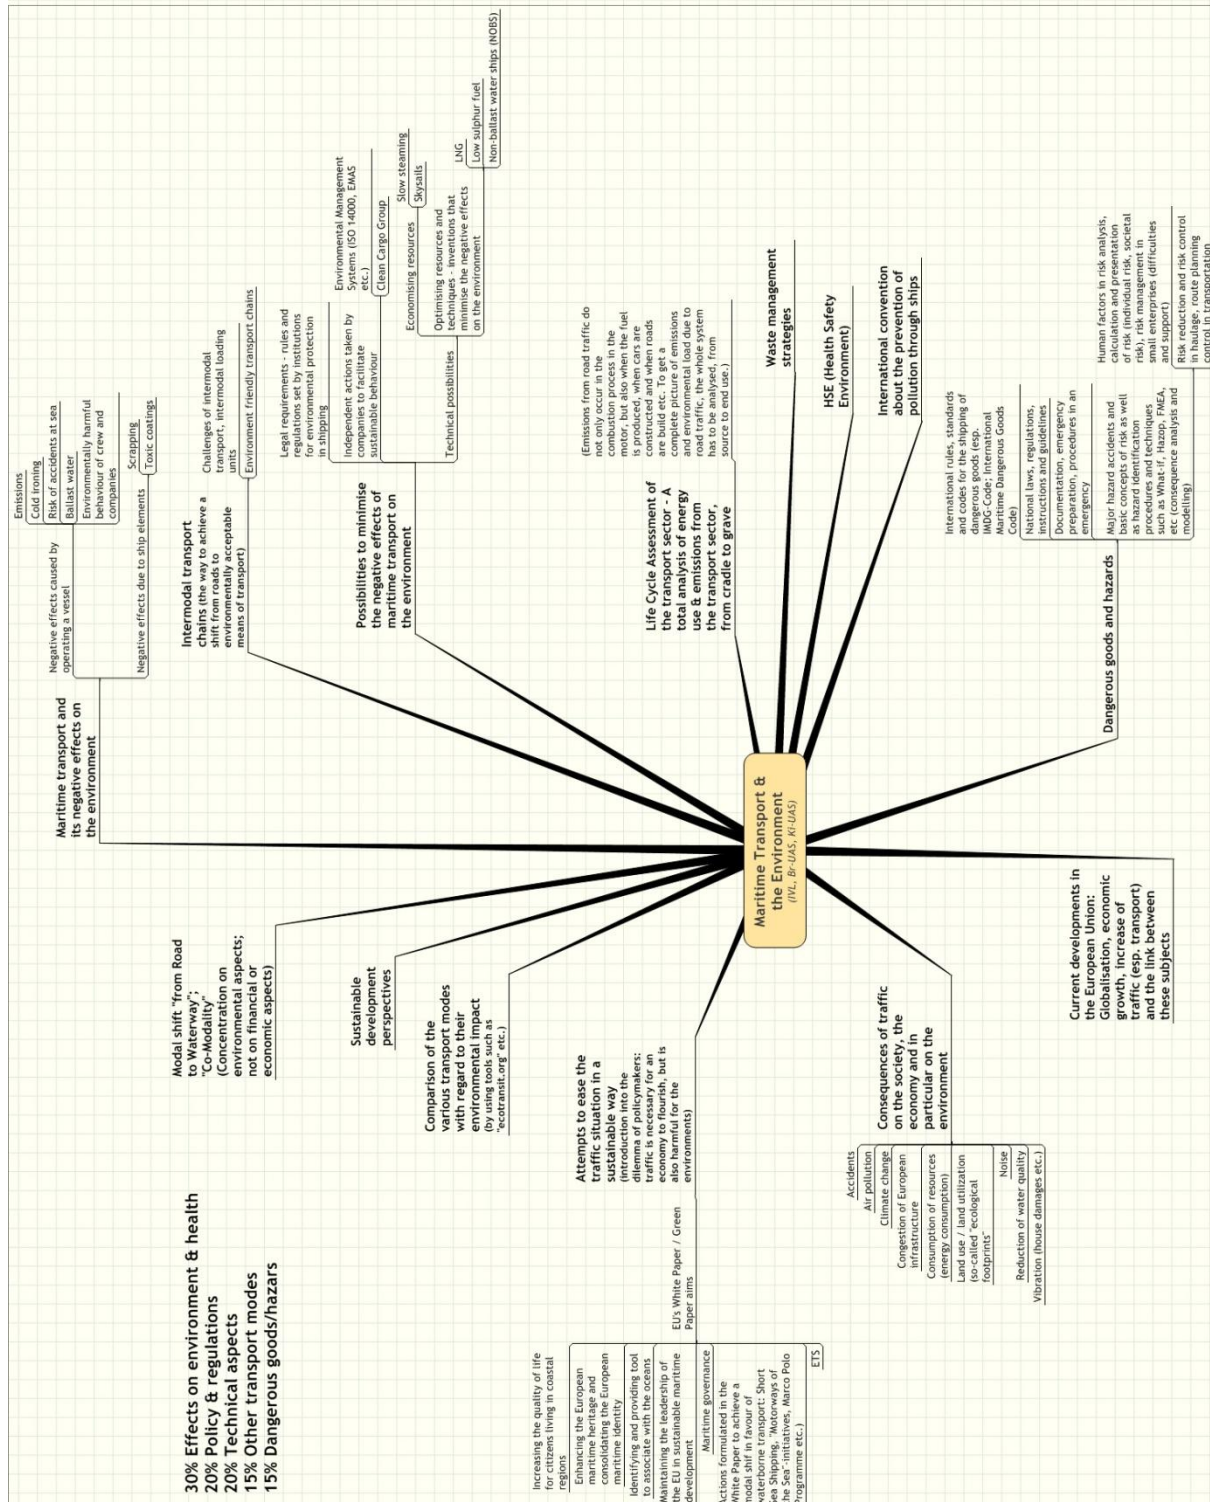 30% Effects on environment & health
20% Policy & regulations
20% Technical aspects
15% Other transport modes
15% Dangerous goods/hazars
Maritime Transport &
the Environment
(IVL, Br-UAS, KI-UAS)
Maritime transport and
its negative effects on
the environment
Negative effects caused by
operating a vessel
Emissions
Cold ironing
Risk of accidents at sea
Ballast water
Environmentally harmful
behaviour of crew and
companies
Negative effects due to ship elements
Scrapping
Toxic coatings
Intermodal transport
chains (the way to achieve a
shift from roads to
environmentally acceptable
means of transport)
Challenges of intermodal
transport, intermodal loading
units
Environment friendly transport chains
Possibilities to minimise
the negative effects of
maritime transport on
the environment
Legal requirements - rules and
regulations set by institutions
for environmental protection
in shipping
Independent actions taken by
companies to facilitate
sustainable behaviour
Environmental Management
Systems (ISO 14000, EMAS
etc.)
Clean Cargo Group
Technical possibilities
Economising resources
Slow steaming
Skysails
Optimising resources and
techniques - inventions that
minimise the negative effects
on the environment
LNG
Low sulphur fuel
Non-ballast water ships (NOBS)
Life Cycle Assessment of
the transport sector - A
total analysis of energy
use & emissions from
the transport sector,
from cradle to grave
(Emissions from road traffic do
not only occur in the
combustion process in the
motor, but also when the fuel
is produced, when cars are
constructed and when roads
are build etc. To get a
complete picture of emissions
and environmental load due to
road traffic, the whole system
has to be analysed, from
source to end use.)
Waste management
strategies
HSE (Health Safety
Environment)
International convention
about the prevention of
pollution through ships
Dangerous goods and hazards
International rules, standards
and codes for the shipping of
dangerous goods (esp.
IMDG-Code; International
Maritime Dangerous Goods
Code)
National laws, regulations,
instructions and guidelines
Documentation, emergency
preparation, procedures in an
emergency
Major hazard accidents and
basic concepts of risk as well
as hazard identification
procedures and techniques
such as What-if, Hazop, FMEA,
etc (consequence analysis and
modelling)
Human factors in risk analysis,
calculation and presentation
of risk (individual risk, societal
risk), risk management in
small enterprises (difficulties
and support)
Risk reduction and risk control
in haulage, route planning
control in transportation
Modal shift "from Road
to Waterway";
"Co-Modality"
(Concentration on
environmental aspects;
not on financial or
economic aspects)
Sustainable
development
perspectives
Comparison of the
various transport modes
with regard to their
environmental impact
(by using tools such as
"ecotransit.org" etc.)
Attempts to ease the
traffic situation in a
sustainable way
(introduction into the
dilemma of policymakers:
traffic is necessary for an
economy to flourish, but is
also harmful for the
environments)
EU's White Paper / Green
Paper aims
Increasing the quality of life
for citizens living in coastal
regions
Enhancing the European
maritime heritage and
consolidating the European
maritime identity
Identifying and providing tool
to associate with the oceans
Maintaining the leadership of
the EU in sustainable maritime
development
Maritime governance
Actions formulated in the
White Paper to achieve a
modal shif in favour of
waterborne transport: Short
Sea Shipping, "Motorways of
the Sea"-initiatives, Marco Polo
Programme etc.)
ETS
Consequences of traffic
on the society, the
economy and in
particular on the
environment
Accidents
Air pollution
Climate change
Congestion of European
infrastructure
Consumption of resources
(energy consumption)
Land use / land utilization
(so-called "ecological
footprints"
Noise
Reduction of water quality
Vibration (house damages etc.)
Current developments in
the European Union:
Globalisation, economic
growth, increase of
traffic (esp. transport)
and the link between
these subjects